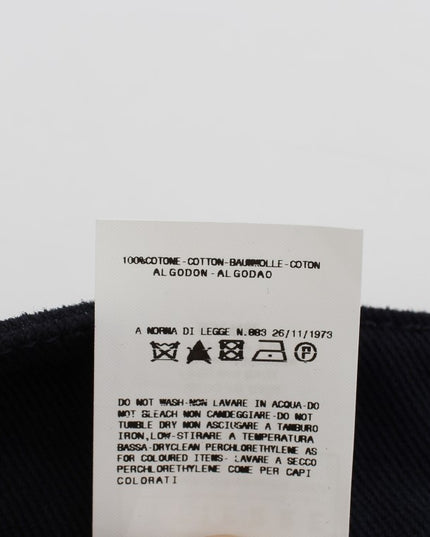 100%COTONE-COTTON-BAUMWOLLE-COTON
ALGODON-ALGODAO
A NORMA DI LEGGE N.883 26/11/1973
P
DO NOT WASH-NON LAVARE IN ACQUA-DO
NOT BLEACH NON CANDEGGIARE-DO NOT
TUMBLE DRY NON ASCIUGARE A TAMBURO
IRON,LOW-STIRARE A TEMPERATURA
BASSA-DRYCLEAN PERCHLORETHYLENE AS
FOR COLOURED ITEMS- LAVARE A SECCO
PERCHLORETHYLENE COME PER CAPI
COLORATI